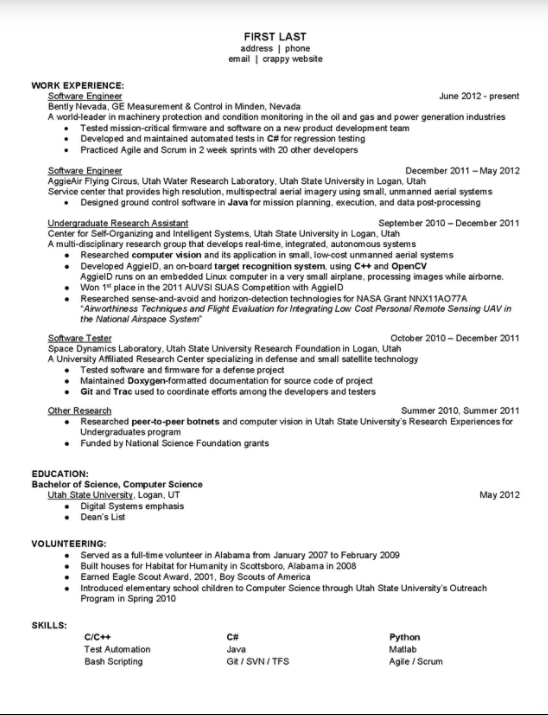 FIRST LAST
address | phone
email | crappy website
WORK EXPERIENCE:
Software Engineer June 2012 - present
Bently Nevada, GE Measurement & Control in Minden, Nevada
A world-leader in machinery protection and condition monitoring in the oil and gas and power generation industries
• Tested mission-critical firmware and software on a new product development team
• Developed and maintained automated tests in C# for regression testing
• Practiced Agile and Scrum in 2 week sprints with 20 other developers
Software Engineer December 2011 – May 2012
AggieAir Flying Circus, Utah Water Research Laboratory, Utah State University in Logan, Utah
Service center that provides high resolution, multispectral aerial imagery using small, unmanned aerial systems
• Designed ground control software in Java for mission planning, execution, and data post-processing
Undergraduate Research Assistant September 2010 – December 2011
Center for Self-Organizing and Intelligent Systems, Utah State University in Logan, Utah
A multi-disciplinary research group that develops real-time, integrated, autonomous systems
• Researched computer vision and its application in small, low-cost unmanned aerial systems
• Developed AggieID, an on-board target recognition system, using C++ and OpenCV
AggieID runs on an embedded Linux computer in a very small airplane, processing images while airborne.
• Won 1st place in the 2011 AUVSI SUAS Competition with AggieID
• Researched sense-and-avoid and horizon-detection technologies for NASA Grant NNX11AO77A
"Airworthiness Techniques and Flight Evaluation for Integrating Low Cost Personal Remote Sensing UAV in
the National Airspace System"
Software Tester October 2010 – December 2011
Space Dynamics Laboratory, Utah State University Research Foundation in Logan, Utah
A University Affiliated Research Center specializing in defense and small satellite technology
• Tested software and firmware for a defense project
• Maintained Doxygen-formatted documentation for source code of project
• Git and Trac used to coordinate efforts among the developers and testers
Other Research Summer 2010, Summer 2011
• Researched peer-to-peer botnets and computer vision in Utah State University's Research Experiences for
Undergraduates program
• Funded by National Science Foundation grants
EDUCATION:
Bachelor of Science, Computer Science
Utah State University, Logan, UT May 2012
• Digital Systems emphasis
• Dean's List
VOLUNTEERING:
• Served as a full-time volunteer in Alabama from January 2007 to February 2009
• Built houses for Habitat for Humanity in Scottsboro, Alabama in 2008
• Earned Eagle Scout Award, 2001, Boy Scouts of America
• Introduced elementary school children to Computer Science through Utah State University's Outreach
Program in Spring 2010
SKILLS:
C/C++ C# Python
Test Automation Java Matlab
Bash Scripting Git / SVN / TFS Agile / Scrum